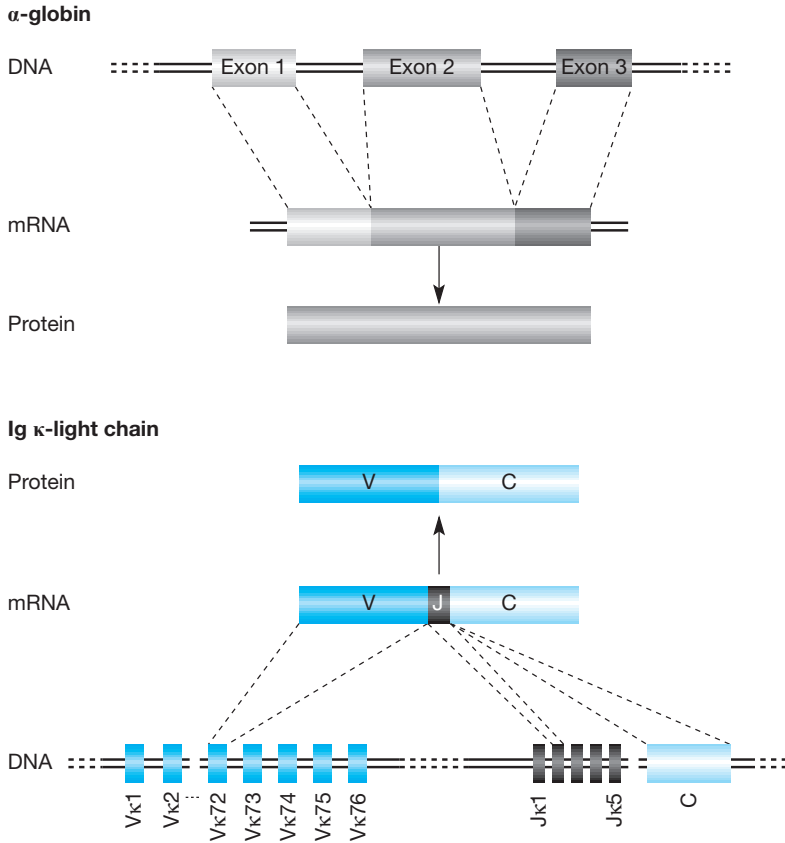 α-globin
DNA
Exon 1 Exon 2 Exon 3
mRNA
Protein
Ig κ-light chain
Protein
V C
mRNA
V J C
DNA
Vκ1 Vκ2 ... Vκ72 Vκ73 Vκ74 Vκ75 Vκ76 Jκ1 Jκ5 C